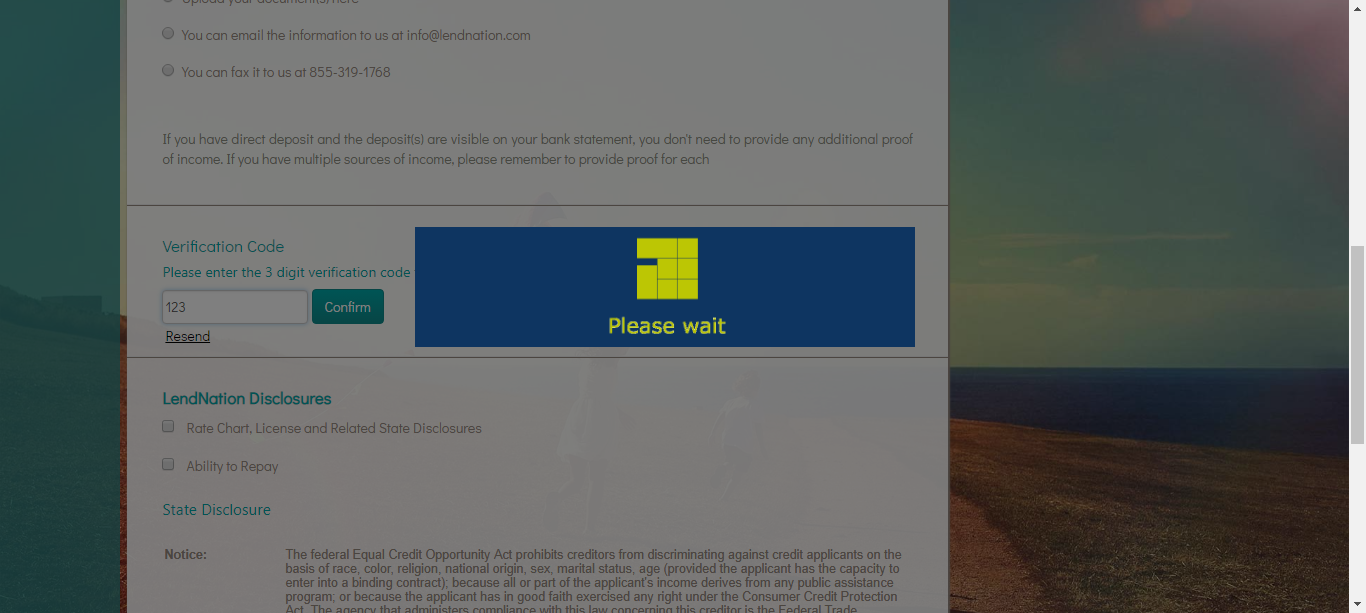 Upload your document(s) here
You can email the information to us at info@lendnation.com
You can fax it to us at 855-319-1768
If you have direct deposit and the deposit(s) are visible on your bank statement, you don't need to provide any additional proof
of income. If you have multiple sources of income, please remember to provide proof for each
Verification Code
Please enter the 3 digit verification code
123
Confirm
Resend
Please wait
LendNation Disclosures
Rate Chart, License and Related State Disclosures
Ability to Repay
State Disclosure
Notice:
The federal Equal Credit Opportunity Act prohibits creditors from discriminating against credit applicants on the
basis of race, color, religion, national origin, sex, marital status, age (provided the applicant has the capacity to
enter into a binding contract); because all or part of the applicant's income derives from any public assistance
program; or because the applicant has in good faith exercised any right under the Consumer Credit Protection
Act. The agency that administers compliance with this law concerning this creditor is the Federal Trade